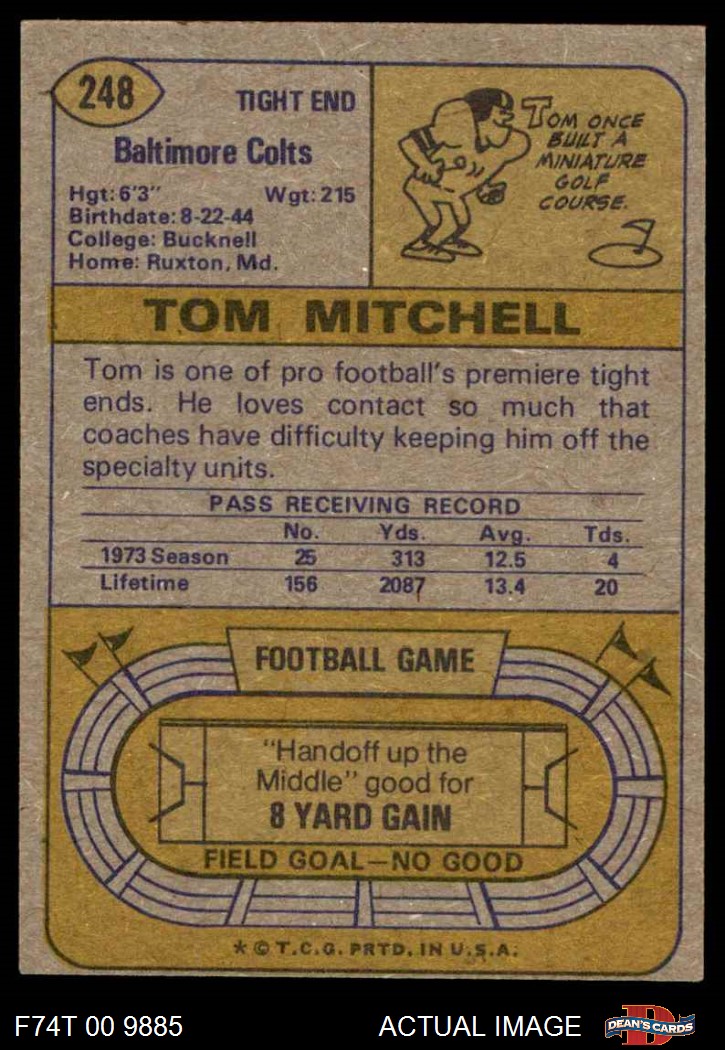 248
TIGHT END
Baltimore Colts
Hgt: 6'3" Wgt: 215
Birthdate: 8-22-44
College: Bucknell
Home: Ruxton, Md.
TOM ONCE
BUILT A
MINIATURE
GOLF
COURSE.
TOM MITCHELL
Tom is one of pro football's premiere tight
ends. He loves contact so much that
coaches have difficulty keeping him off the
specialty units.
PASS RECEIVING RECORD
No. Yds. Avg. Tds.
1973 Season 25 313 12.5 4
Lifetime 156 2087 13.4 20
FOOTBALL GAME
"Handoff up the
Middle" good for
8 YARD GAIN
FIELD GOAL—NO GOOD
* © T.C.G. PRTD. IN U.S.A.
F74T 00 9885 ACTUAL IMAGE
DEAN'S CARDS